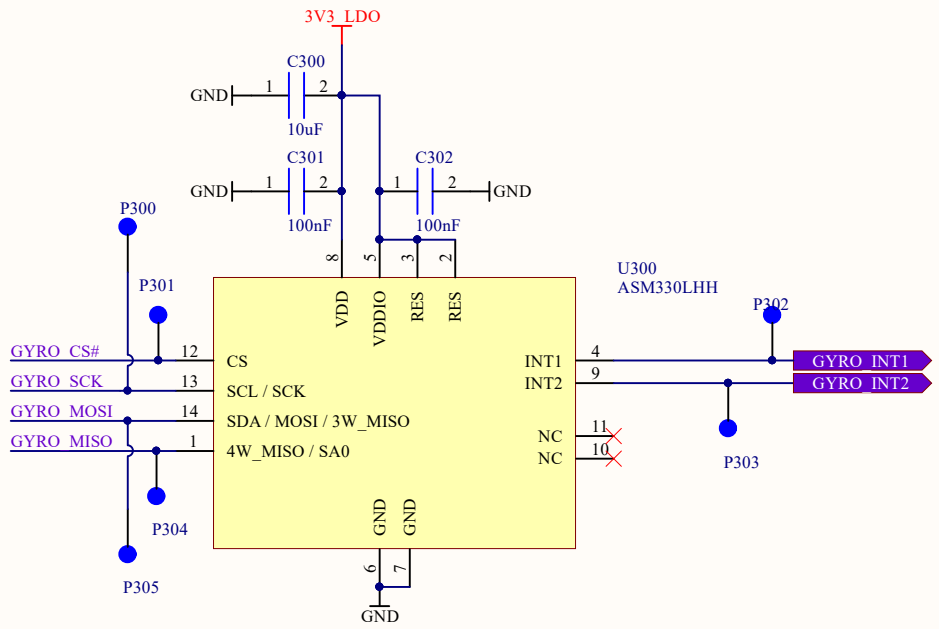 3V3_LDO
C300
GND 1 2
10uF
C301 C302
GND 1 2 1 2 GND
100nF 100nF
P300
8 5 3 2
U300
ASM330LHH
P301
VDD VDDIO RES RES
P302
GYRO_CS# 12 CS INT1 4 GYRO_INT1
GYRO_SCK 13 SCL / SCK INT2 9 GYRO_INT2
GYRO_MOSI 14 SDA / MOSI / 3W_MISO
NC 11
GYRO_MISO 1 4W_MISO / SA0
NC 10
P303
GND GND
P304
6 7
P305
GND